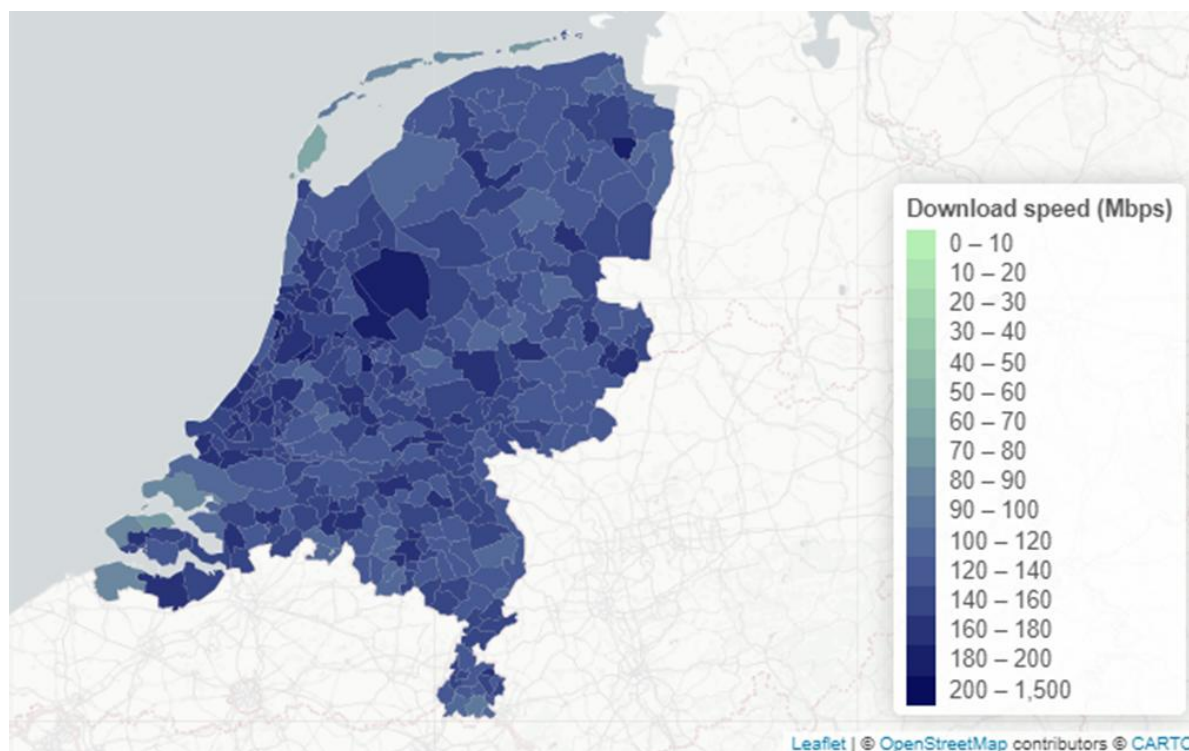 Download speed (Mbps)
0 – 10
10 – 20
20 – 30
30 – 40
40 – 50
50 – 60
60 – 70
70 – 80
80 – 90
90 – 100
100 – 120
120 – 140
140 – 160
160 – 180
180 – 200
200 – 1,500
Leaflet | © OpenStreetMap contributors © CARTO